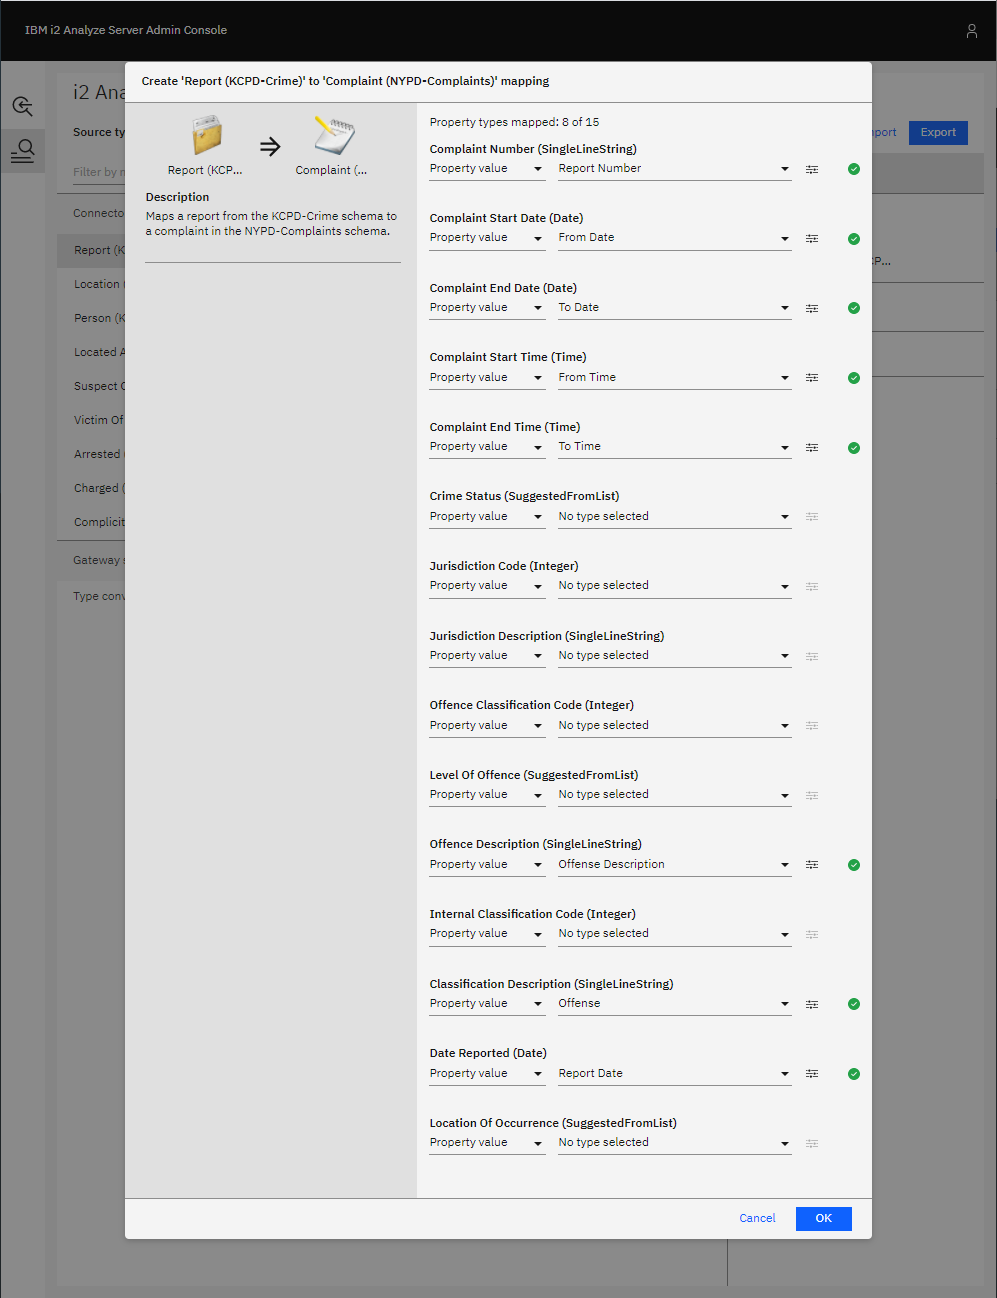 IBM i2 Analyze Server Admin Console
i2 Ana
Source ty
Filter by n
Connecto
Report (K
Location
Person (K
Located A
Suspect O
Victim Of
Arrested
Charged (
Complicit
Gateway s
Type conv
port
Export
CP...
Create 'Report (KCPD-Crime)' to 'Complaint (NYPD-Complaints)' mapping
Report (KCP...
Complaint (...
Description
Maps a report from the KCPD-Crime schema to
a complaint in the NYPD-Complaints schema.
Property types mapped: 8 of 15
Complaint Number (SingleLineString)
Property value Report Number
Complaint Start Date (Date)
Property value From Date
Complaint End Date (Date)
Property value To Date
Complaint Start Time (Time)
Property value From Time
Complaint End Time (Time)
Property value To Time
Crime Status (SuggestedFromList)
Property value No type selected
Jurisdiction Code (Integer)
Property value No type selected
Jurisdiction Description (SingleLineString)
Property value No type selected
Offence Classification Code (Integer)
Property value No type selected
Level Of Offence (SuggestedFromList)
Property value No type selected
Offence Description (SingleLineString)
Property value Offense Description
Internal Classification Code (Integer)
Property value No type selected
Classification Description (SingleLineString)
Property value Offense
Date Reported (Date)
Property value Report Date
Location Of Occurrence (SuggestedFromList)
Property value No type selected
Cancel
OK